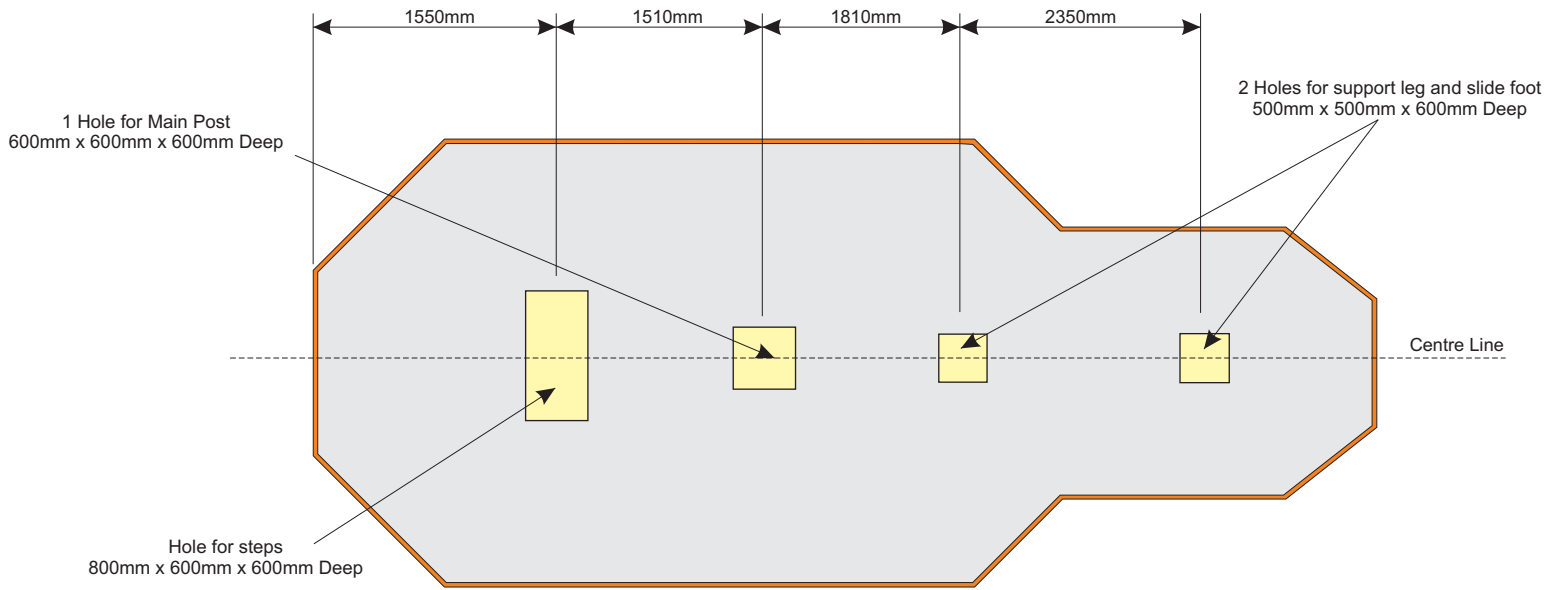 1550mm
1510mm
1810mm
2350mm
2 Holes for support leg and slide foot
500mm x 500mm x 600mm Deep
1 Hole for Main Post
600mm x 600mm x 600mm Deep
Centre Line
Hole for steps
800mm x 600mm x 600mm Deep